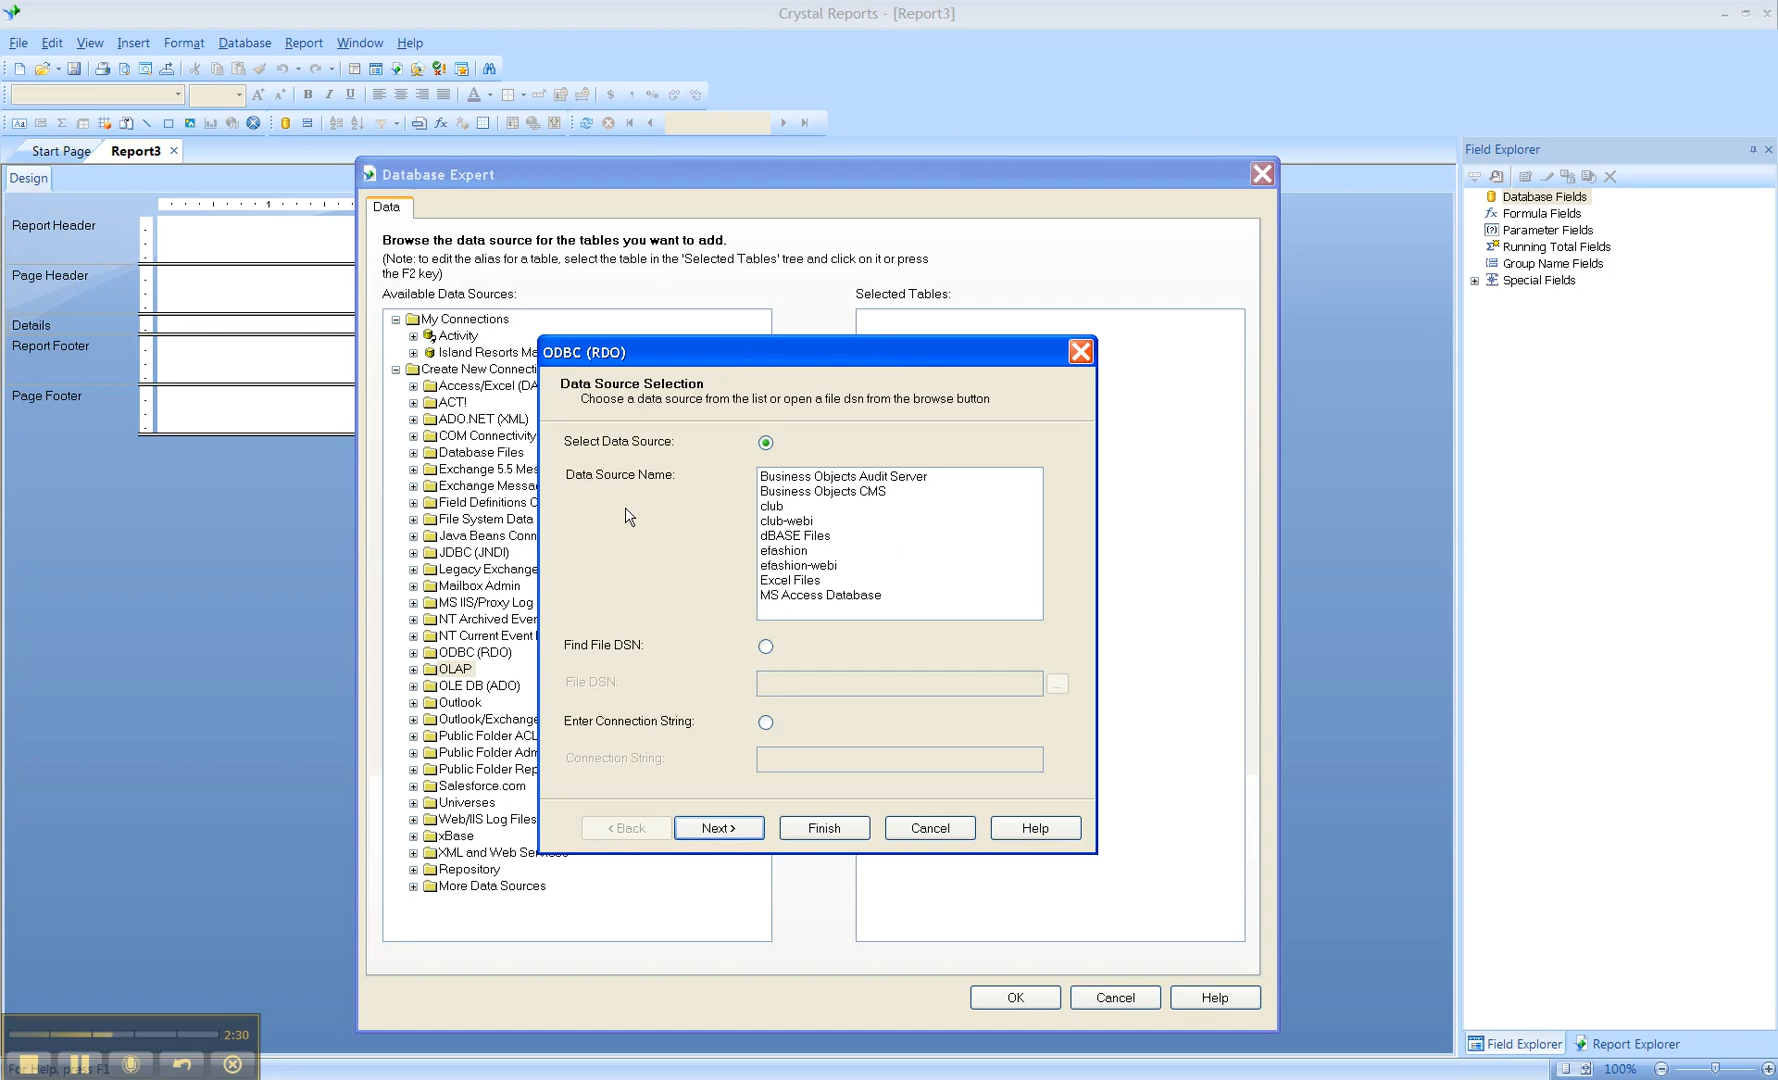 Crystal Reports - [Report3]
File Edit View Insert Format Database Report Window Help
Start Page Report3
Design
Report Header
Page Header
Details
Report Footer
Page Footer
Database Expert
Data
Browse the data source for the tables you want to add.
(Note: to edit the alias for a table, select the table in the 'Selected Tables' tree and click on it or press
the F2 key)
Available Data Sources:
Selected Tables:
My Connections
Activity
Island Resorts Ma
Create New Connecti
Access/Excel (DA
ACT!
ADO.NET (XML)
COM Connectivity
Database Files
Exchange 5.5 Mes
Exchange Messa
Field Definitions O
File System Data
Java Beans Conn
JDBC (JNDI)
Legacy Exchange
Mailbox Admin
MS IIS/Proxy Log
NT Archived Eve
NT Current Event
ODBC (RDO)
OLAP
OLE DB (ADO)
Outlook
Outlook/Exchange
Public Folder ACL
Public Folder Adm
Public Folder Rep
Salesforce.com
Universes
Web/IIS Log Files
xBase
XML and Web Services
Repository
More Data Sources
ODBC (RDO)
Data Source Selection
Choose a data source from the list or open a file dsn from the browse button
Select Data Source:
Data Source Name:
Business Objects Audit Server
Business Objects CMS
club
club-webi
dBASE Files
efashion
efashion-webi
Excel Files
MS Access Database
Find File DSN:
File DSN:
...
Enter Connection String:
Connection String:
< Back Next > Finish Cancel Help
OK Cancel Help
Field Explorer
Database Fields
Formula Fields
Parameter Fields
Running Total Fields
Group Name Fields
Special Fields
Field Explorer Report Explorer
2:30
For Help, press F1
100%